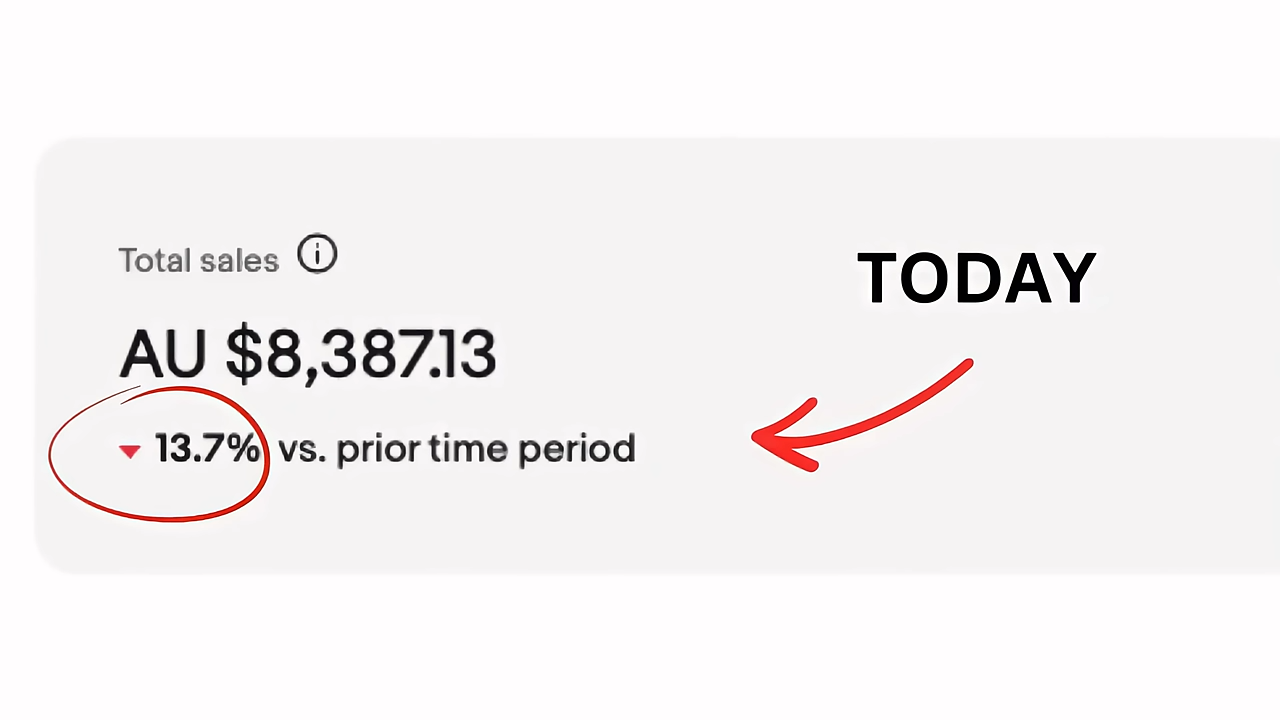 Total sales
TODAY
AU $8,387.13
13.7% vs. prior time period